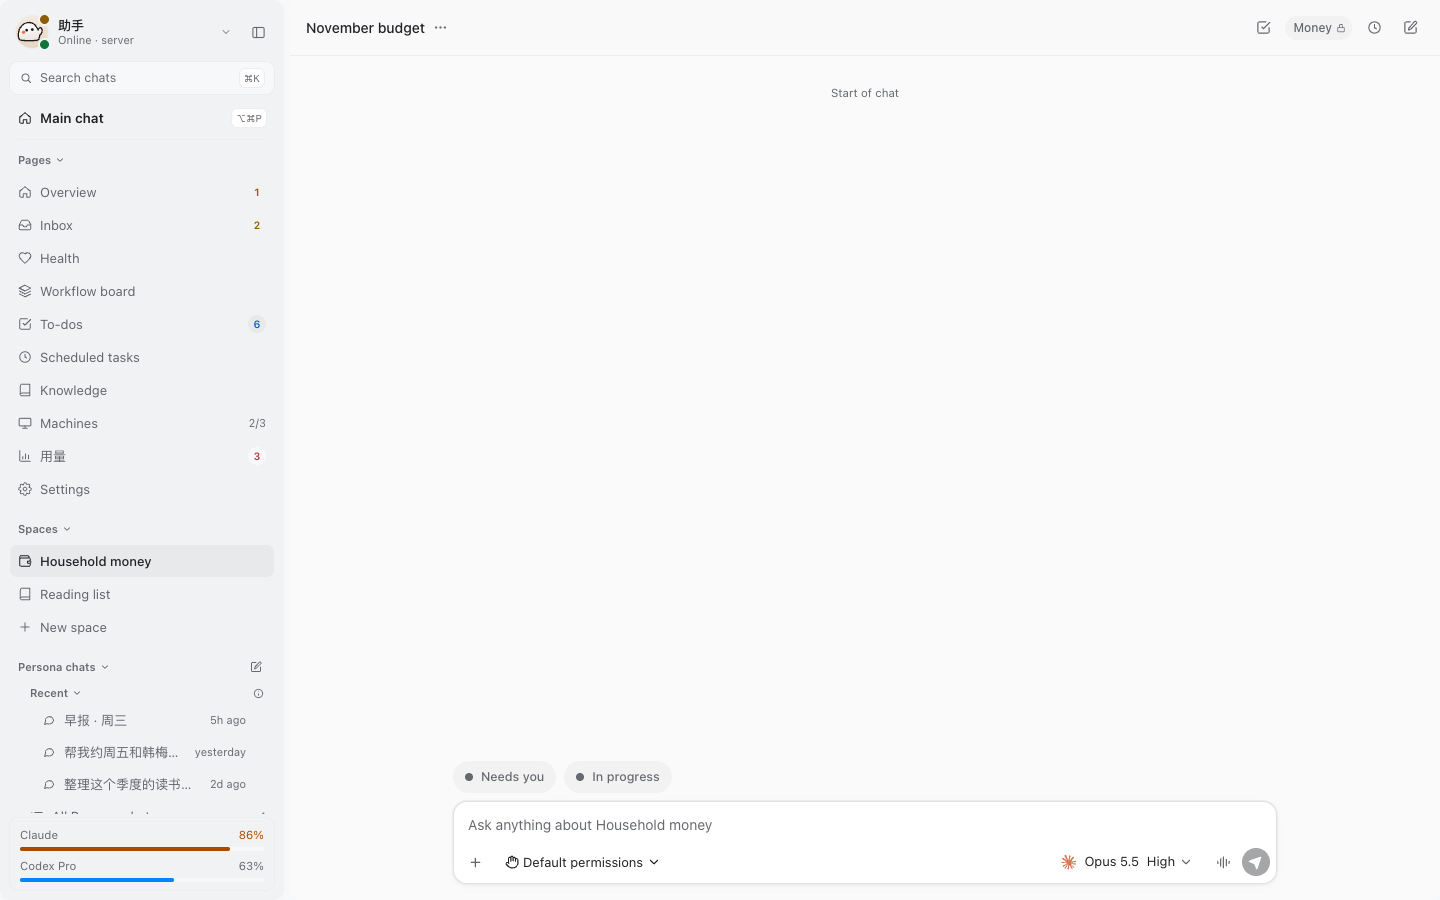 助手
Online · server
Search chats
⌘K
Main chat
⌥⌘P
Pages
Overview
1
Inbox
2
Health
Workflow board
To-dos
6
Scheduled tasks
Knowledge
Machines
2/3
用量
3
Settings
Spaces
Household money
Reading list
New space
Persona chats
Recent
早报 · 周三
5h ago
帮我约周五和韩梅...
yesterday
整理这个季度的读书...
2d ago
Claude
86%
Codex Pro
63%
November budget
Money
Start of chat
Needs you
In progress
Ask anything about Household money
Default permissions
Opus 5.5 High